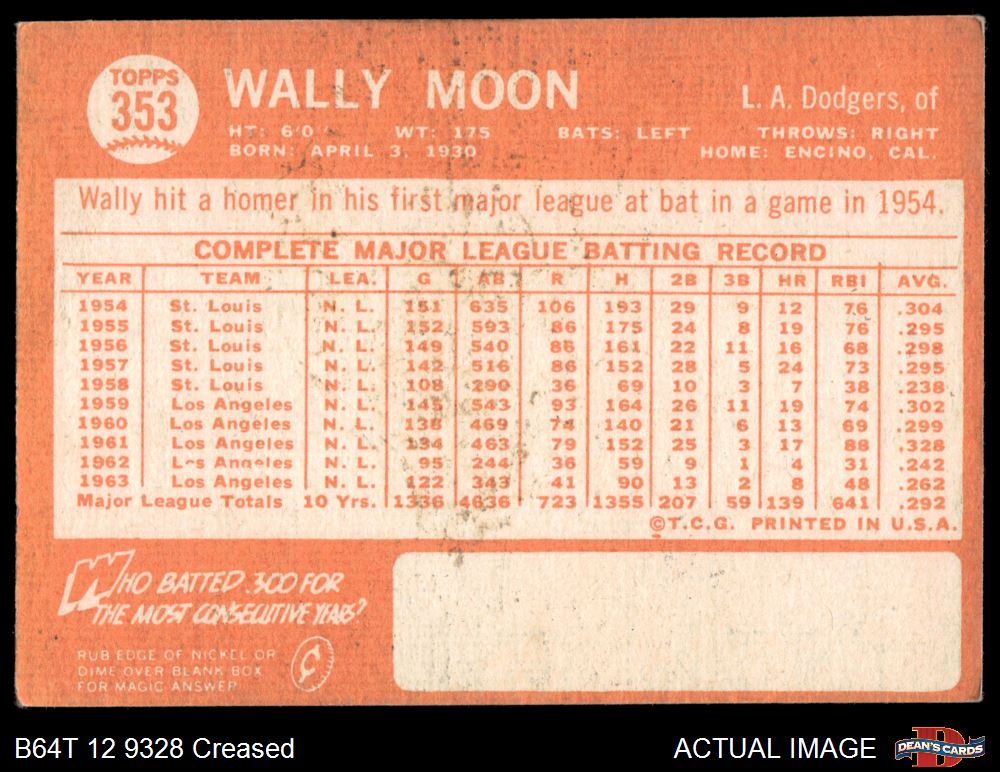 TOPPS
353
WALLY MOON
L. A. Dodgers, of
HT: 6'0 WT: 175 BATS: LEFT THROWS: RIGHT
BORN: APRIL 3, 1930 HOME: ENCINO, CAL.
Wally hit a homer in his first major league at bat in a game in 1954.
COMPLETE MAJOR LEAGUE BATTING RECORD
YEAR TEAM LEA. G AB R H 2B 3B HR RBI AVG.
1954 St. Louis N. L. 151 635 106 193 29 9 12 76 .304
1955 St. Louis N. L. 152 593 86 175 24 8 19 76 .295
1956 St. Louis N. L. 149 540 86 161 22 11 16 68 .298
1957 St. Louis N. L. 142 516 86 152 28 5 24 73 .295
1958 St. Louis N. L. 108 290 36 69 10 3 7 38 .238
1959 Los Angeles N. L. 145 543 93 164 26 11 19 74 .302
1960 Los Angeles N. L. 138 469 74 140 21 6 13 69 .299
1961 Los Angeles N. L. 134 463 79 152 25 3 17 88 .328
1962 Los Angeles N. L. 95 244 36 59 9 1 4 31 .242
1963 Los Angeles N. L. 122 343 41 90 13 2 8 48 .262
Major League Totals 10 Yrs. 1336 4636 723 1355 207 59 139 641 .292
©T.C.G. PRINTED IN U.S.A.
WHO BATTED .300 FOR
THE MOST CONSECUTIVE YEARS?
RUB EDGE OF NICKEL OR
DIME OVER BLANK BOX
FOR MAGIC ANSWER
¢
B64T 12 9328 Creased
ACTUAL IMAGE
DEAN'S CARDS